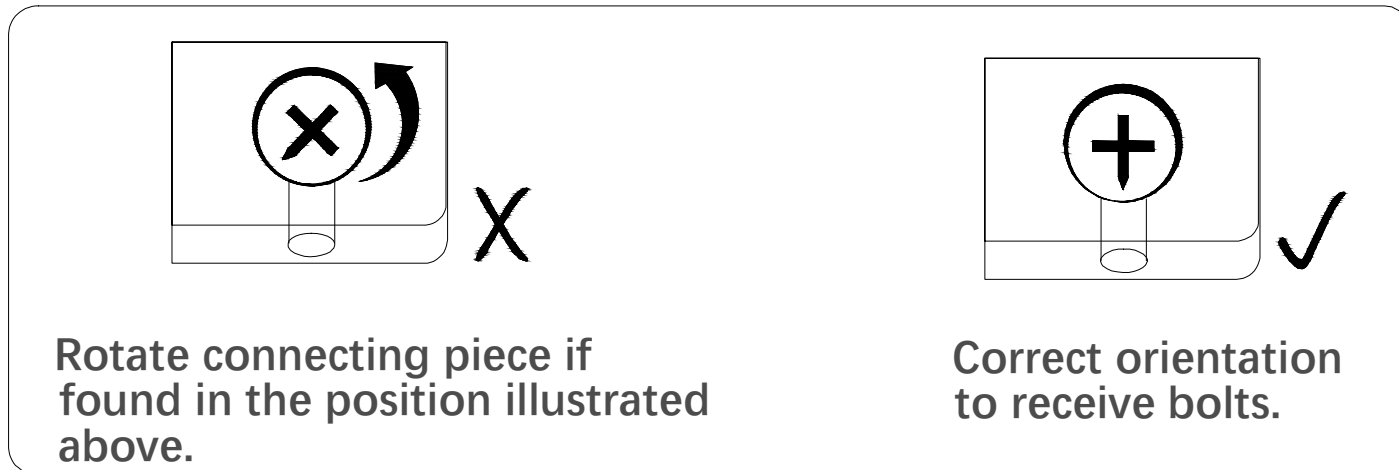 Rotate connecting piece if
found in the position illustrated
above.
Correct orientation
to receive bolts.